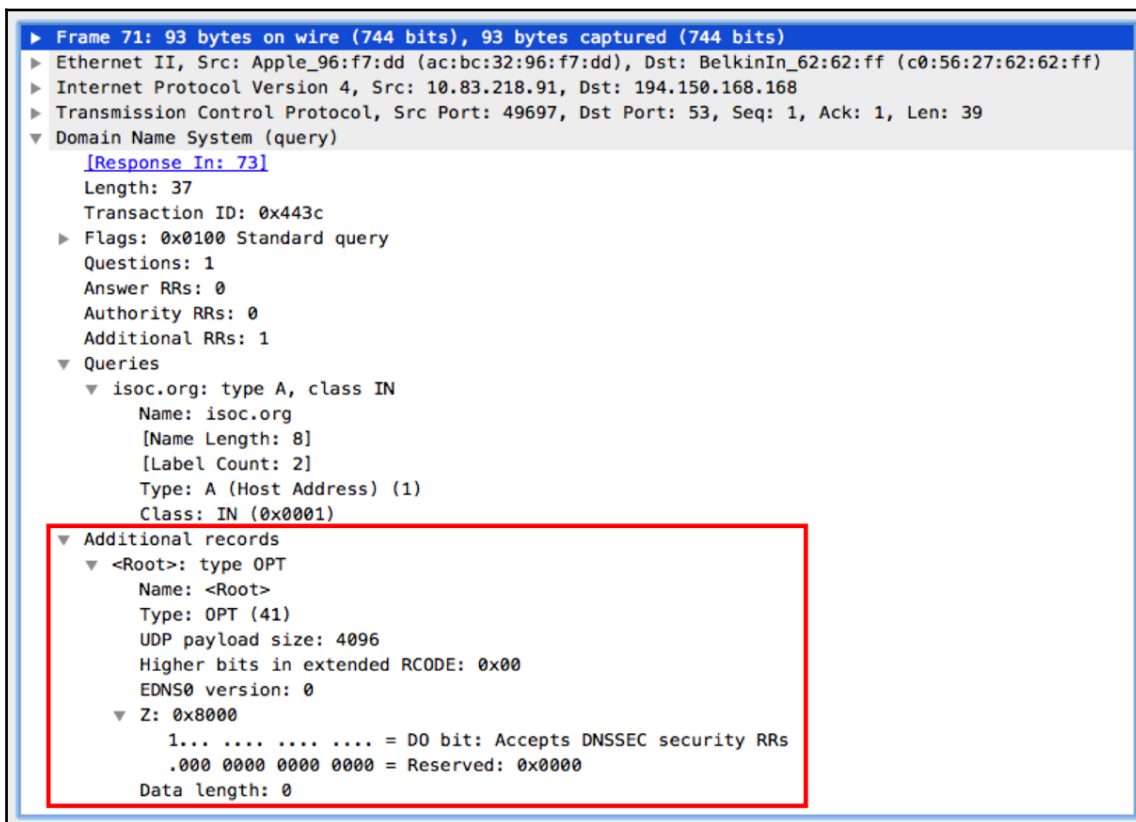 Frame 71: 93 bytes on wire (744 bits), 93 bytes captured (744 bits)
Ethernet II, Src: Apple_96:f7:dd (ac:bc:32:96:f7:dd), Dst: BelkinIn_62:62:ff (c0:56:27:62:62:ff)
Internet Protocol Version 4, Src: 10.83.218.91, Dst: 194.150.168.168
Transmission Control Protocol, Src Port: 49697, Dst Port: 53, Seq: 1, Ack: 1, Len: 39
Domain Name System (query)
[Response In: 73]
Length: 37
Transaction ID: 0x443c
Flags: 0x0100 Standard query
Questions: 1
Answer RRs: 0
Authority RRs: 0
Additional RRs: 1
Queries
isoc.org: type A, class IN
Name: isoc.org
[Name Length: 8]
[Label Count: 2]
Type: A (Host Address) (1)
Class: IN (0x0001)
Additional records
<Root>: type OPT
Name: <Root>
Type: OPT (41)
UDP payload size: 4096
Higher bits in extended RCODE: 0x00
EDNS0 version: 0
Z: 0x8000
1... .... .... .... = DO bit: Accepts DNSSEC security RRs
.000 0000 0000 0000 = Reserved: 0x0000
Data length: 0